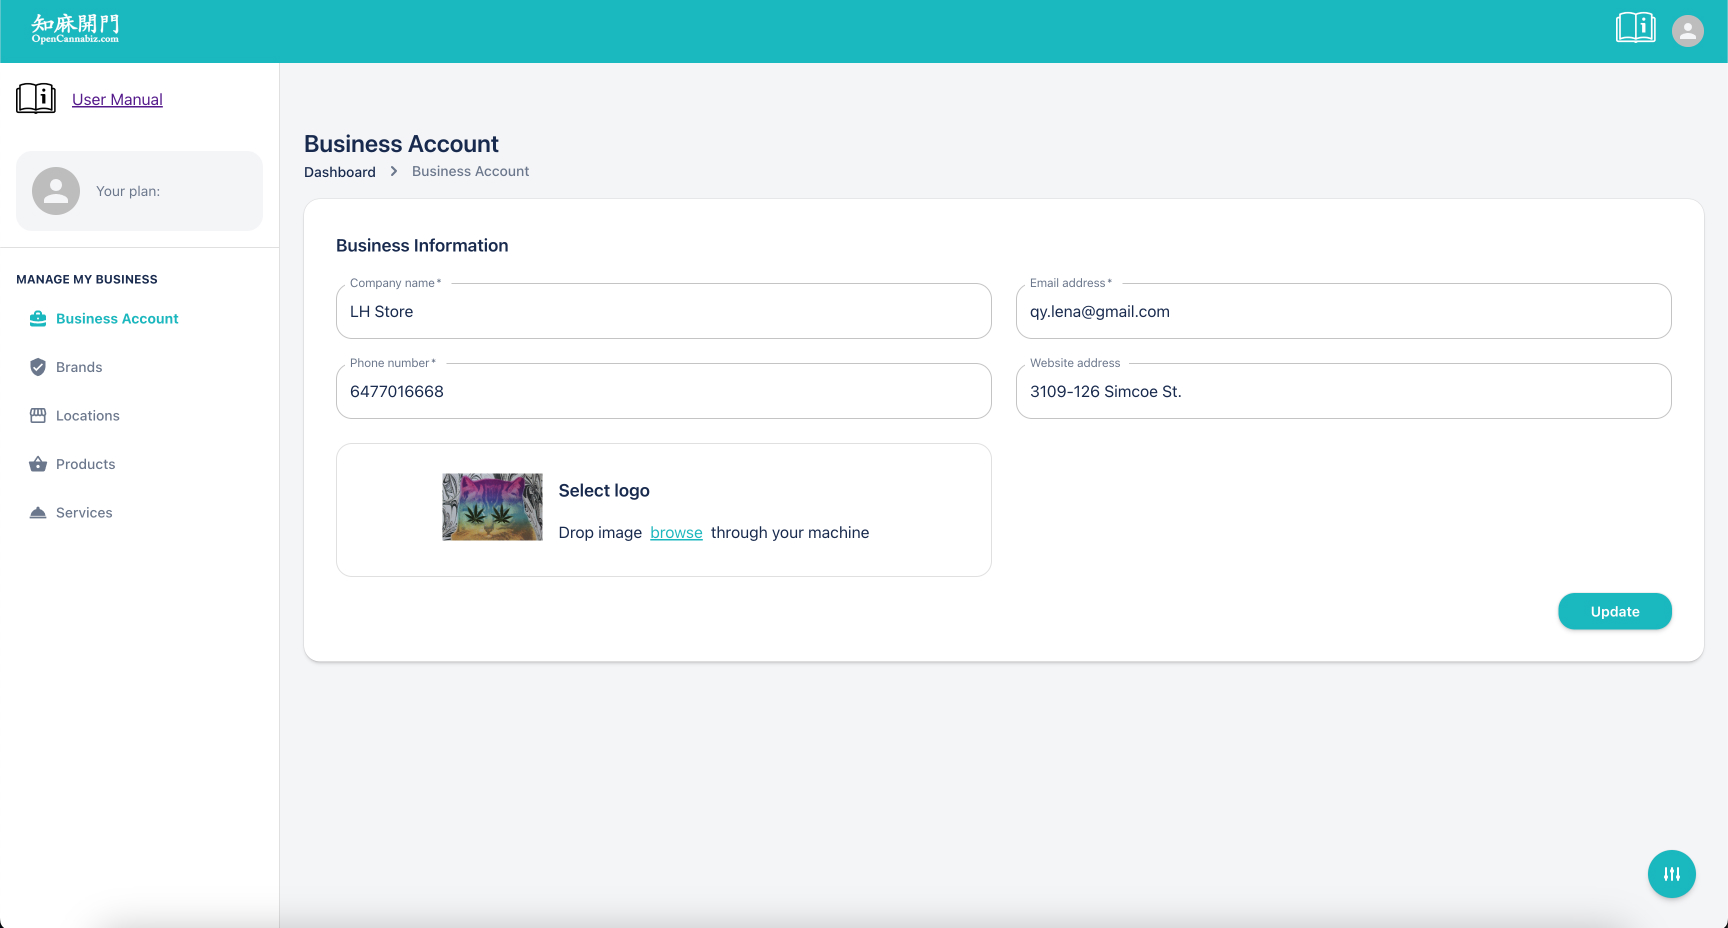 知麻開門
OpenCannabiz.com
User Manual
Your plan:
MANAGE MY BUSINESS
Business Account
Brands
Locations
Products
Services
Business Account
Dashboard > Business Account
Business Information
Company name*
LH Store
Email address*
qy.lena@gmail.com
Phone number*
6477016668
Website address
3109-126 Simcoe St.
Select logo
Drop image browse through your machine
Update